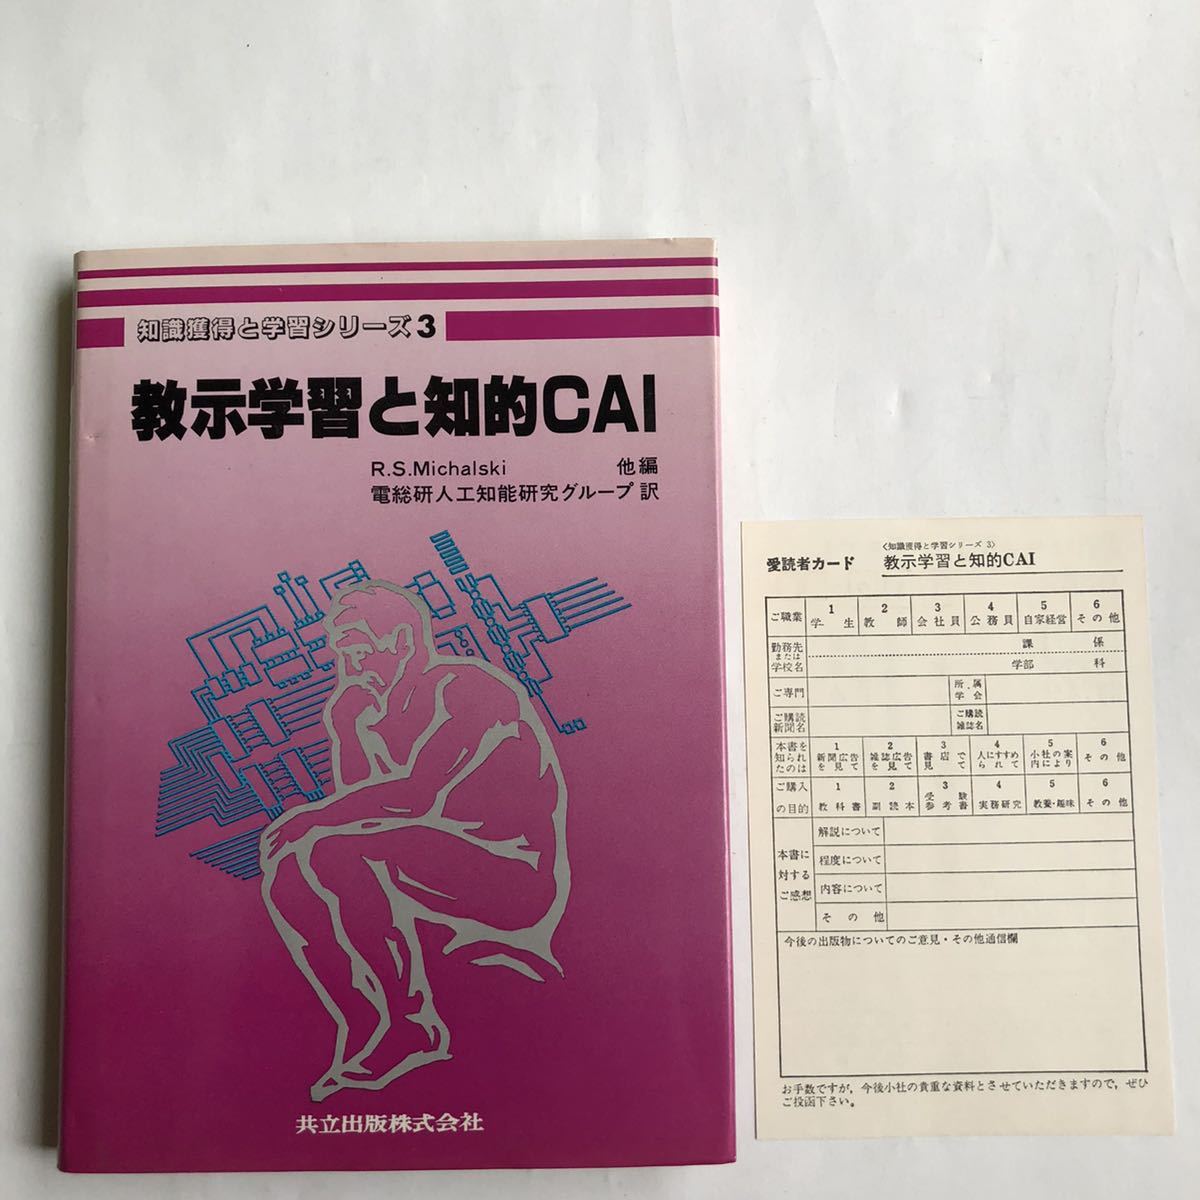 知識獲得と学習シリーズ3
教示学習と知的CAI
R.S.Michalski 他編
電総研人工知能研究グループ 訳
共立出版株式会社
〈知識獲得と学習シリーズ 3〉
愛読者カード 教示学習と知的CAI
ご職業 1 学生 2 教師 3 会社員 4 公務員 5 自家経営 6 その他
勤務先または学校名 課 係
学部 科
ご専門 所属学会
ご購読新聞名 ご購読雑誌名
本書を知られたのは 1 新聞広告を見て 2 雑誌広告を見て 3 書店で見て 4 人にすすめられて 5 小社の案内により 6 その他
ご購入の目的 1 教科書 2 副読本 3 受験参考書 4 実務研究 5 教養・趣味 6 その他
本書に対するご感想
解説について
程度について
内容について
その他
今後の出版物についてのご意見・その他通信欄
お手数ですが，今後小社の貴重な資料とさせていただきますので，ぜひ
ご投函下さい。